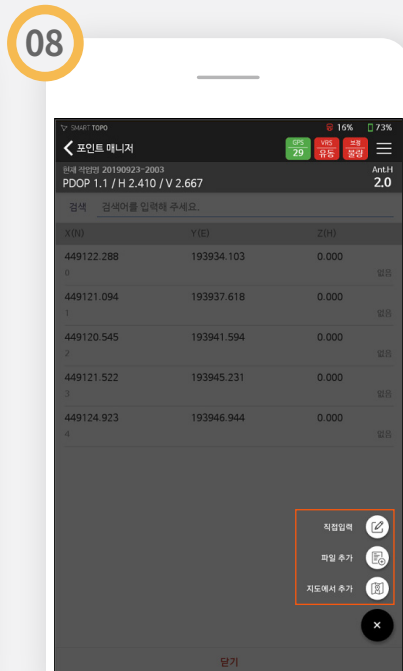 08
SMART TOPO 16% 73%
포인트 매니저 GPS 29 VRS 유동 보정 불량
현재 작업명 20190923-2003 Ant.H
PDOP 1.1 / H 2.410 / V 2.667 2.0
검색 검색어를 입력해 주세요.
X(N) Y(E) Z(H)
449122.288 193934.103 0.000
0 없음
449121.094 193937.618 0.000
1 없음
449120.545 193941.594 0.000
2 없음
449121.522 193945.231 0.000
3 없음
449124.923 193946.944 0.000
4 없음
직접입력
파일 추가
지도에서 추가
닫기